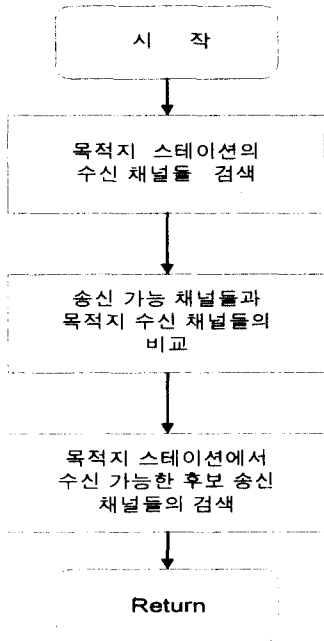 시 작
목적지 스테이션의
수신 채널들 검색
송신 가능 채널들과
목적지 수신 채널들의
비교
목적지 스테이션에서
수신 가능한 후보 송신
채널들의 검색
Return